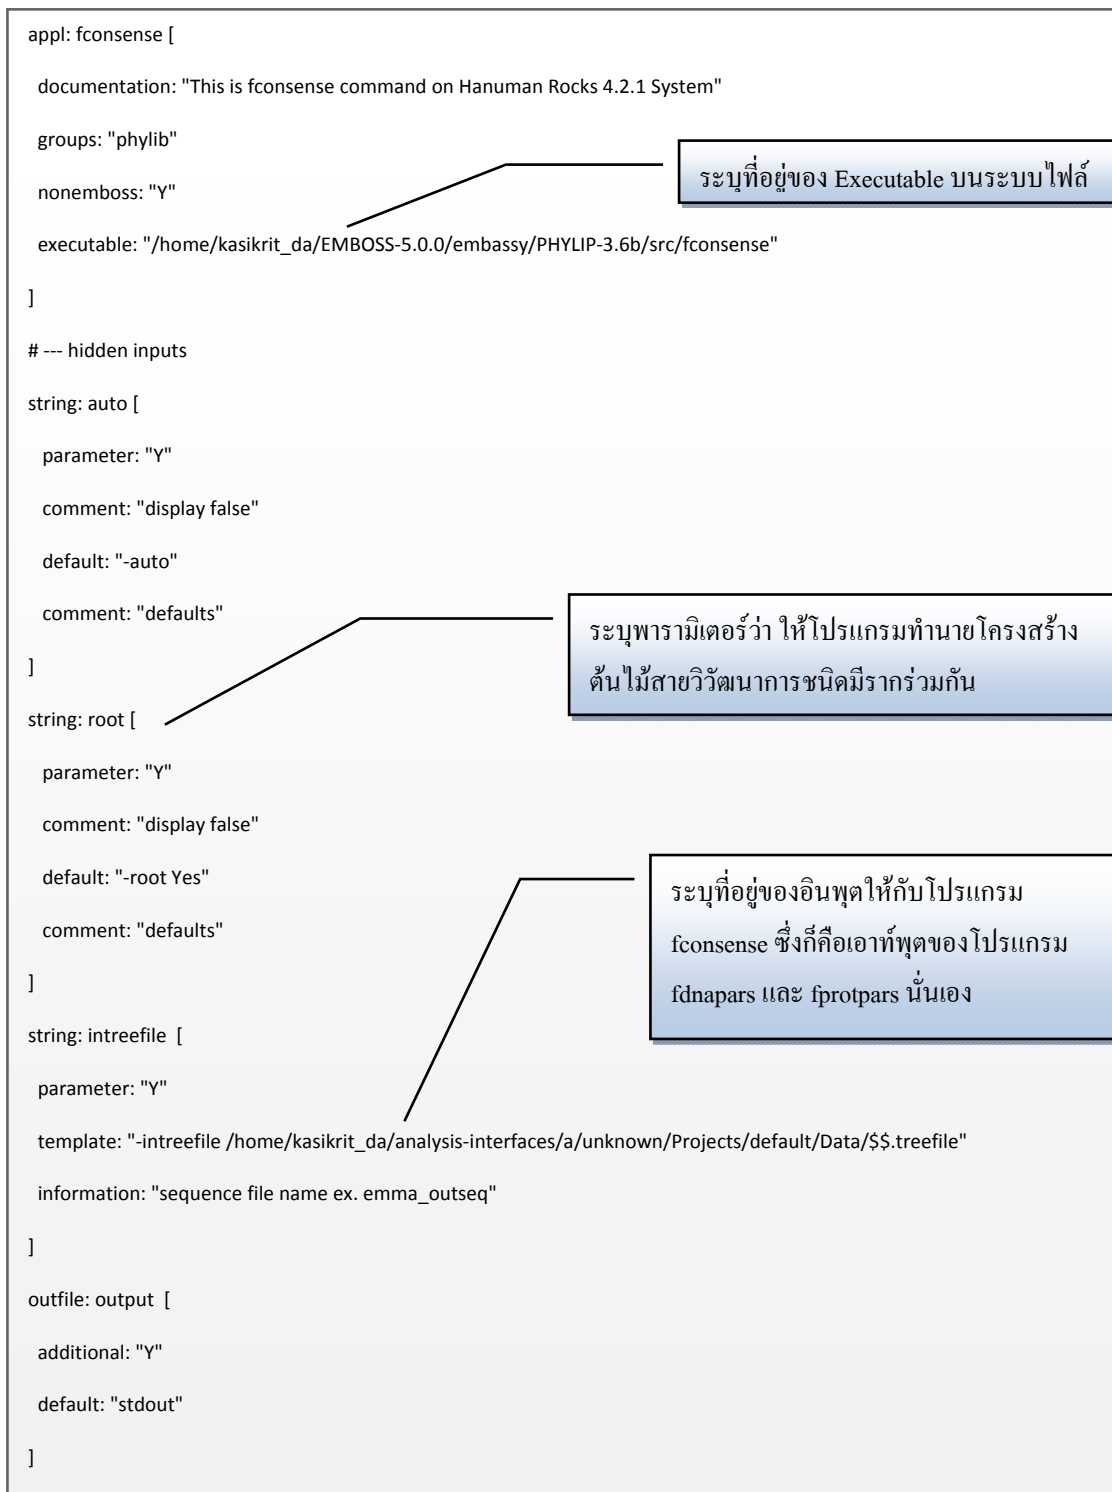 appl: fconsense [
documentation: "This is fconsense command on Hanuman Rocks 4.2.1 System"
groups: "phylib"
nonemboss: "Y"
ระบุที่อยู่ของ Executable บนระบบไฟล์
executable: "/home/kasikrit_da/EMBOSS-5.0.0/embassy/PHYLIP-3.6b/src/fconsense"
]
# --- hidden inputs
string: auto [
parameter: "Y"
comment: "display false"
default: "-auto"
comment: "defaults"
]
ระบุพารามิเตอร์ว่า ให้โปรแกรมทำนายโครงสร้าง
ต้นไม้สายวิวัฒนาการชนิดมีรากร่วมกัน
string: root [
parameter: "Y"
comment: "display false"
default: "-root Yes"
comment: "defaults"
]
ระบุที่อยู่ของอินพุตให้กับโปรแกรม
fconsense ซึ่งก็คือเอาท์พุตของโปรแกรม
fdnapars และ fprotpars นั่นเอง
string: intreefile [
parameter: "Y"
template: "-intreefile /home/kasikrit_da/analysis-interfaces/a/unknown/Projects/default/Data/$$.treefile"
information: "sequence file name ex. emma_outseq"
]
outfile: output [
additional: "Y"
default: "stdout"
]